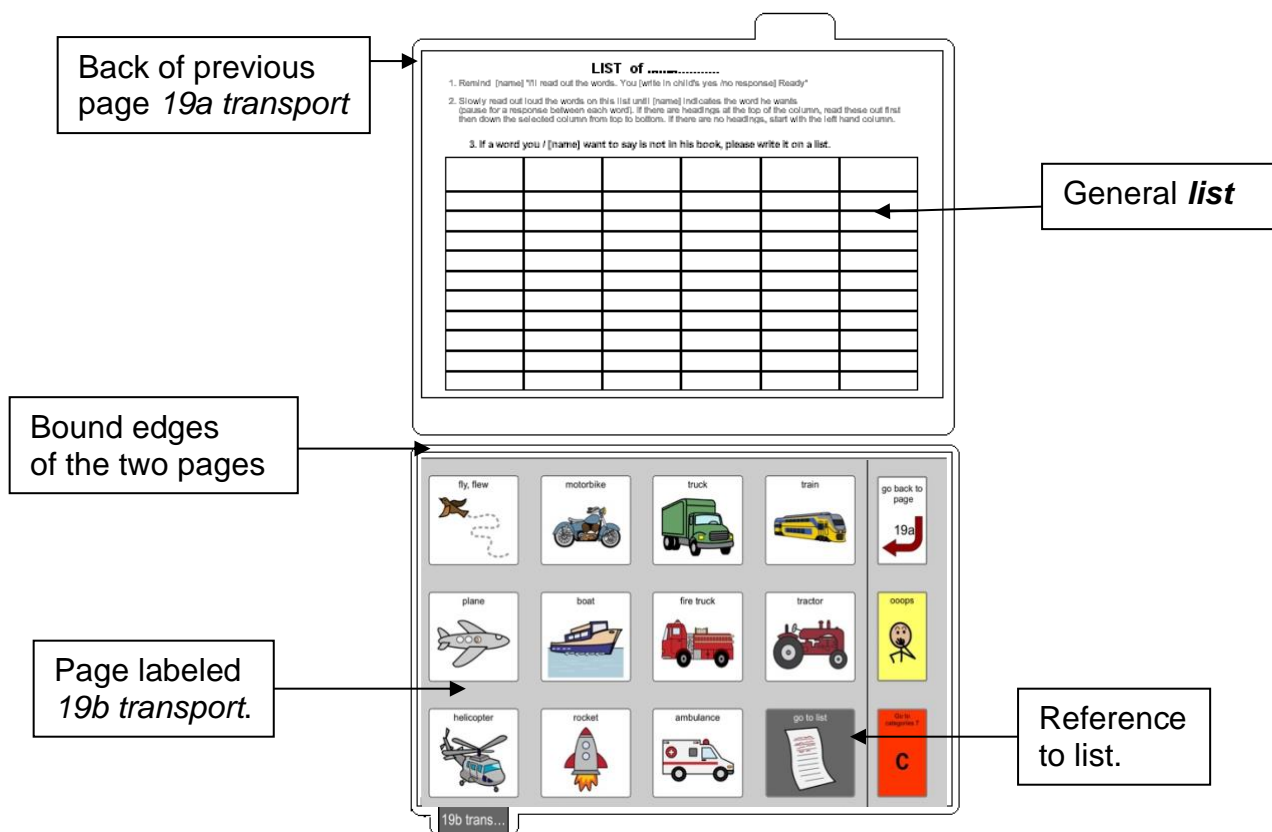 Back of previous
page 19a transport
LIST of ...................
1. Remind [name] "I'll read out the words. You [write in child's yes /no response] Ready"
2. Slowly read out loud the words on this list until [name] indicates the word he wants
(pause for a response between each word). If there are headings at the top of the column, read these out first
then down the selected column from top to bottom. If there are no headings, start with the left hand column.
3. If a word you / [name] want to say is not in his book, please write it on a list.
General list
Bound edges
of the two pages
fly, flew
motorbike
truck
train
go back to
page
19a
plane
boat
fire truck
tractor
ooops
Page labeled
19b transport.
helicopter
rocket
ambulance
go to list
Go to
categories ?
C
Reference
to list.
19b trans...